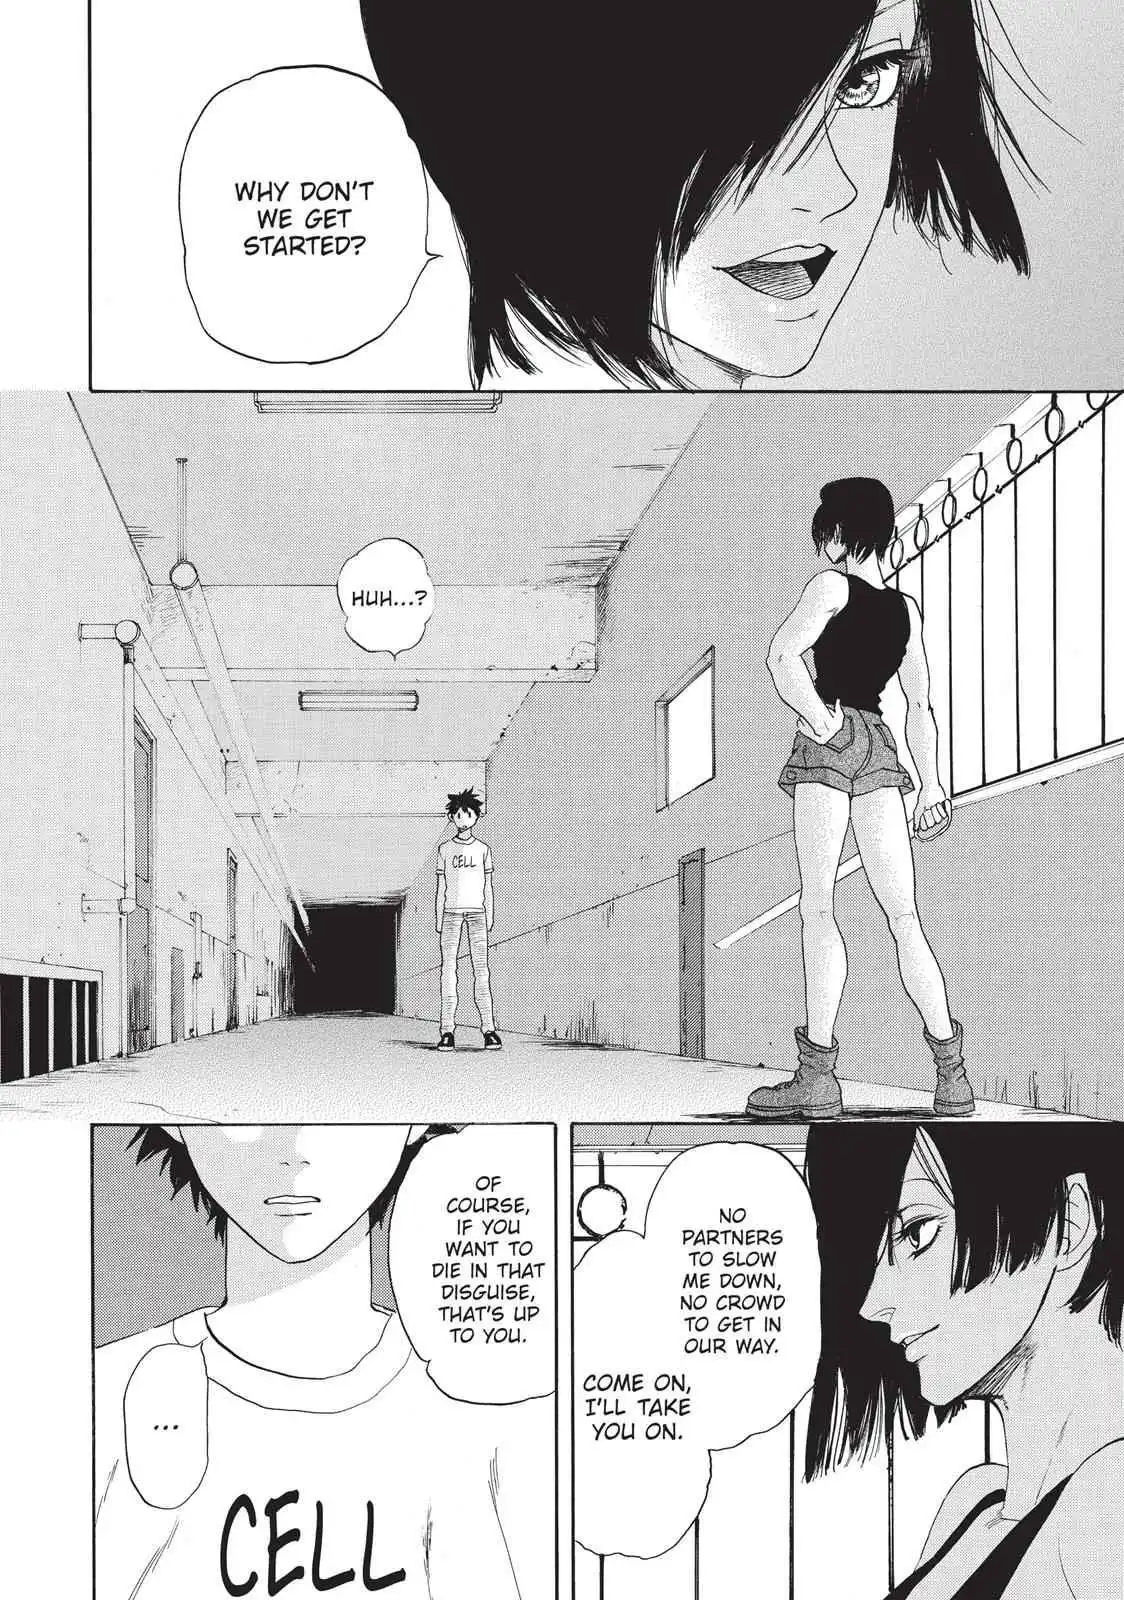 WHY DON'T
WE GET
STARTED?
HUH...?
CELL
NO
PARTNERS
TO SLOW
ME DOWN,
NO CROWD
TO GET IN
OUR WAY.
COME ON,
I'LL TAKE
YOU ON.
OF
COURSE,
IF YOU
WANT TO
DIE IN THAT
DISGUISE,
THAT'S UP
TO YOU.
...
CELL